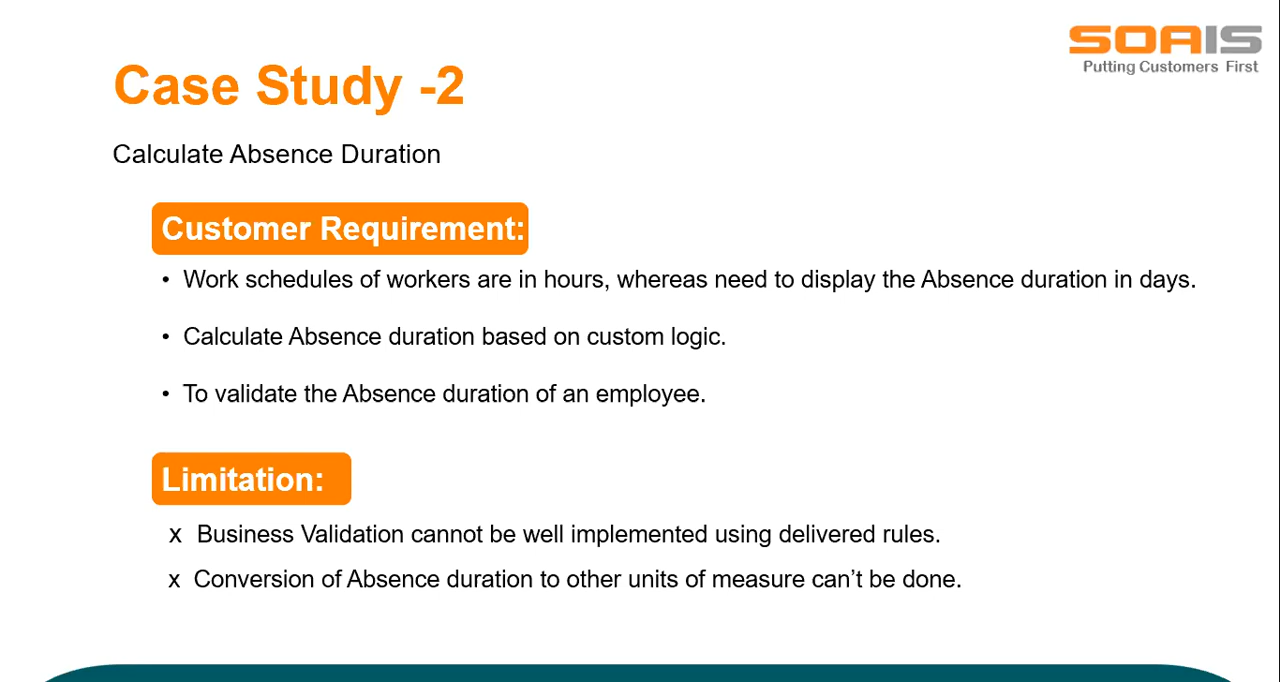 SOAIS
Putting Customers First
Case Study -2
Calculate Absence Duration
Customer Requirement:
• Work schedules of workers are in hours, whereas need to display the Absence duration in days.
• Calculate Absence duration based on custom logic.
• To validate the Absence duration of an employee.
Limitation:
x Business Validation cannot be well implemented using delivered rules.
x Conversion of Absence duration to other units of measure can’t be done.